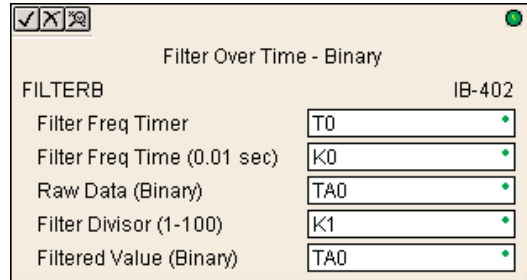 Filter Over Time - Binary
FILTERB IB-402
Filter Freq Timer T0
Filter Freq Time (0.01 sec) K0
Raw Data (Binary) TA0
Filter Divisor (1-100) K1
Filtered Value (Binary) TA0